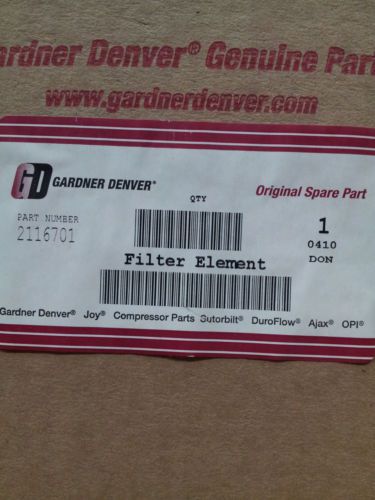 Gardner Denver® Genuine Part
www.gardnerdenver.com
GD GARDNER DENVER®
QTY
Original Spare Part
PART NUMBER
2116701
1
0410
DON
Filter Element
Gardner Denver® Joy® Compressor Parts Sutorbilt® DuroFlow® Ajax® OPI®